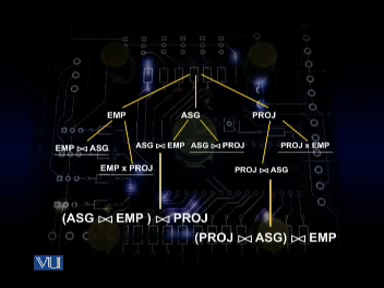 EMP ASG PROJ
EMP ⋈ ASG
EMP x PROJ
ASG ⋈ EMP
ASG ⋈ PROJ
PROJ x EMP
PROJ ⋈ ASG
(ASG ⋈ EMP ) ⋈ PROJ
(PROJ ⋈ ASG) ⋈ EMP
VU